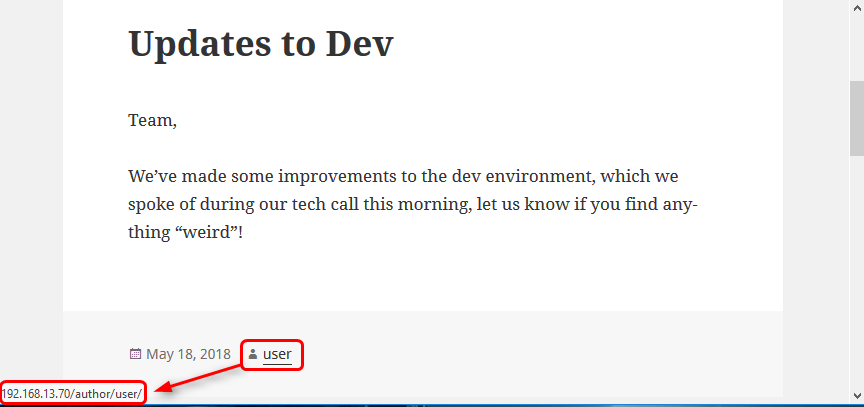 Updates to Dev
Team,
We’ve made some improvements to the dev environment, which we
spoke of during our tech call this morning, let us know if you find any-
thing “weird”!
May 18, 2018 user
192.168.13.70/author/user/